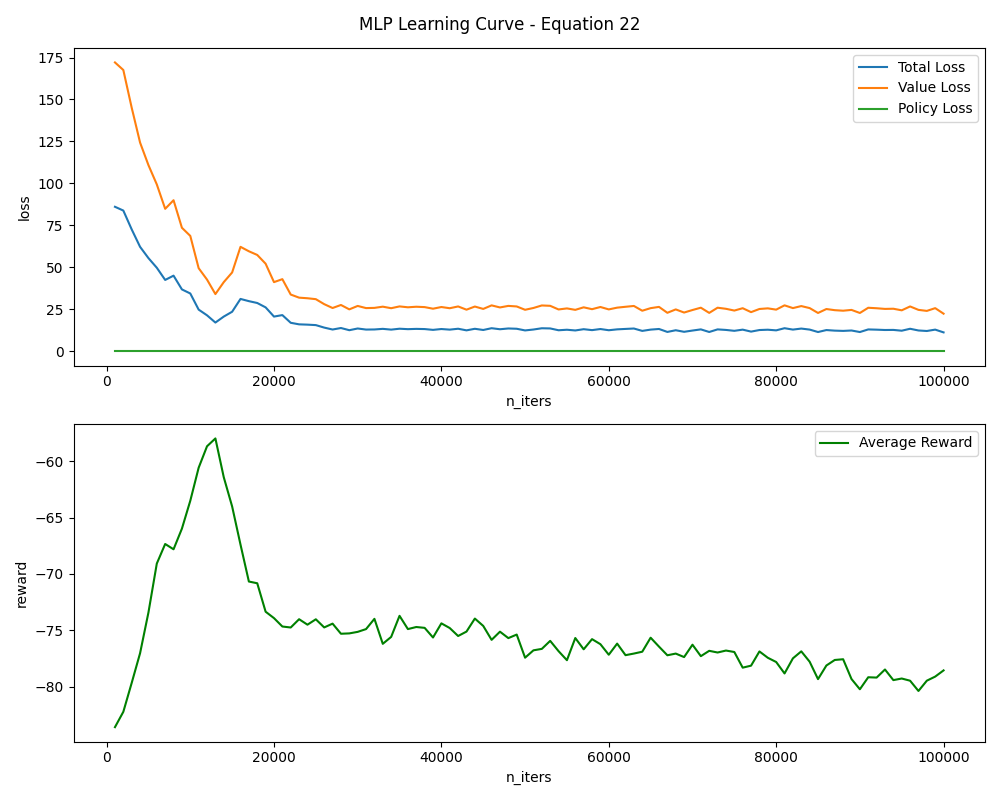 MLP Learning Curve - Equation 22
175
150
125
100
75
50
25
0
loss
Total Loss
Value Loss
Policy Loss
0 20000 40000 60000 80000 100000
n_iters
−60
−65
−70
−75
−80
reward
Average Reward
0 20000 40000 60000 80000 100000
n_iters